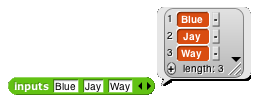 1 Blue -
2 Jay -
3 Way -
+ length: 3
inputs Blue Jay Way